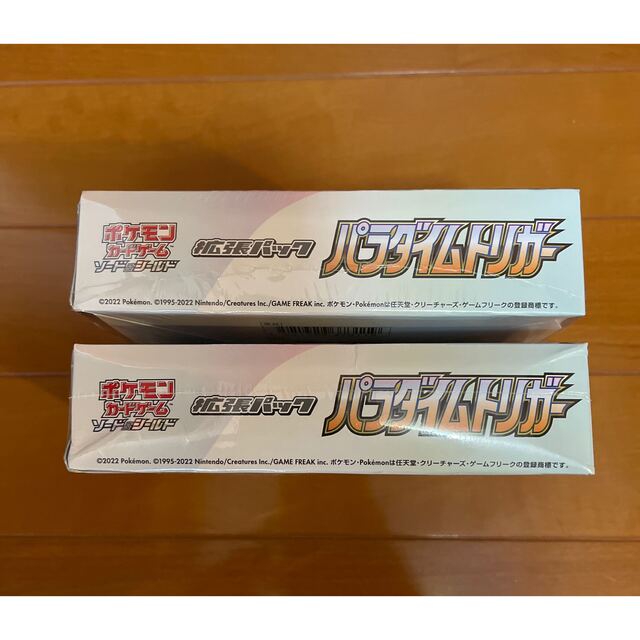 ポケモン
カードゲーム
ソード&シールド
拡張パック
パラダイムトリガー
©2022 Pokémon. ©1995-2022 Nintendo/Creatures Inc./GAME FREAK inc. ポケモン・Pokémonは任天堂・クリーチャーズ・ゲームフリークの登録商標です。
ポケモン
カードゲーム
ソード&シールド
拡張パック
パラダイムトリガー
©2022 Pokémon. ©1995-2022 Nintendo/Creatures Inc./GAME FREAK inc. ポケモン・Pokémonは任天堂・クリーチャーズ・ゲームフリークの登録商標です。